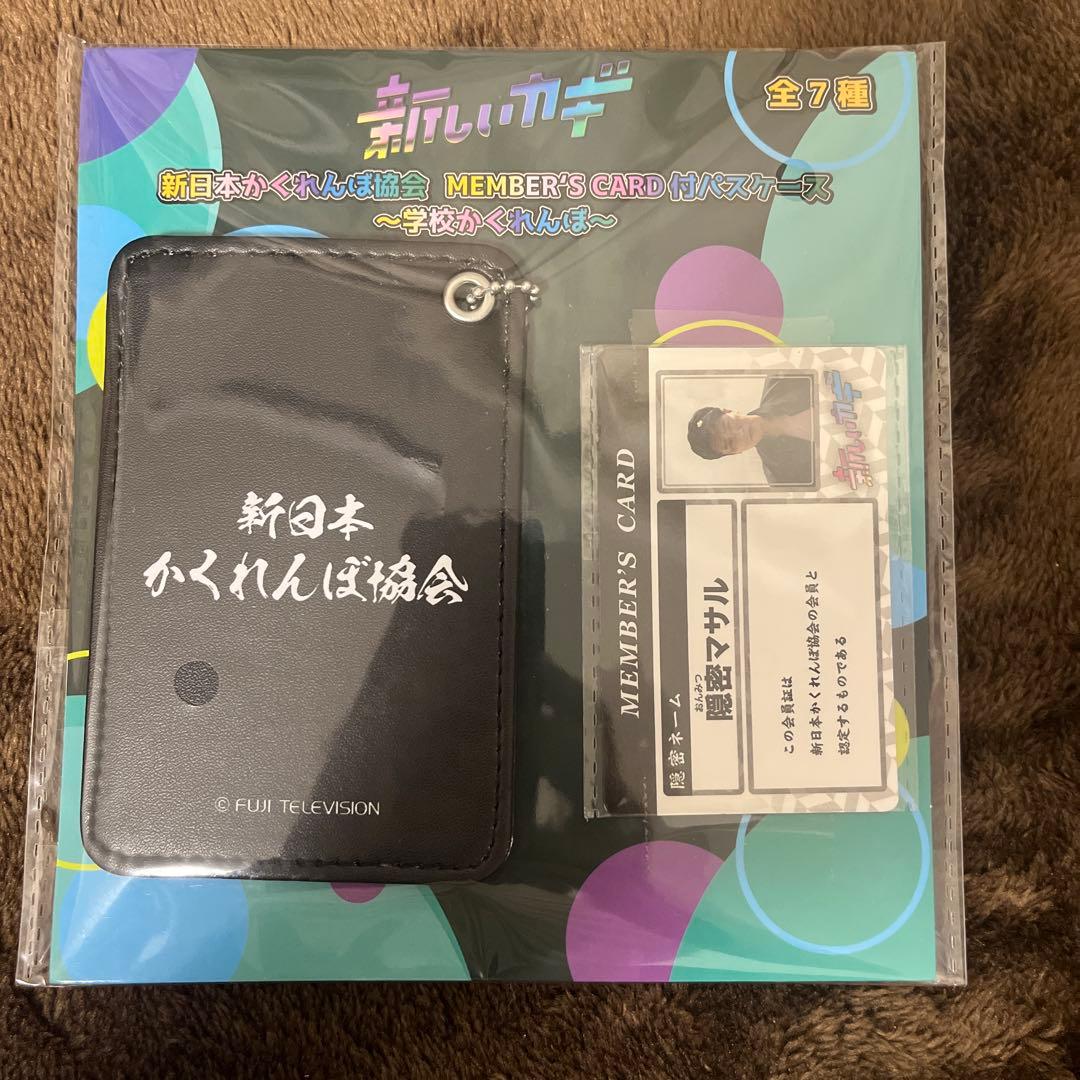 新しいカギ
全7種
新日本かくれんぼ協会 MEMBER'S CARD 付パスケース
～学校かくれんぼ～
新日本
かくれんぼ協会
© FUJI TELEVISION
MEMBER'S CARD
新しいカギ
隠密ネーム
おんみつ
隠密マサル
この会員証は
新日本かくれんぼ協会の会員と
認定するものである